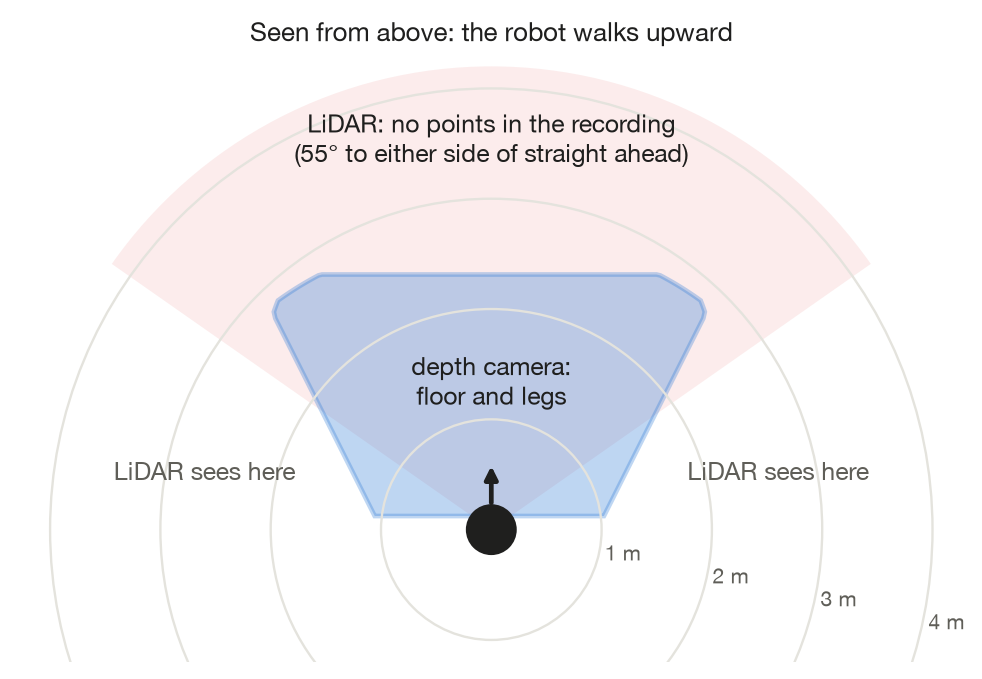 Seen from above: the robot walks upward
LiDAR: no points in the recording
(55° to either side of straight ahead)
depth camera:
floor and legs
LiDAR sees here
LiDAR sees here
1 m
2 m
3 m
4 m